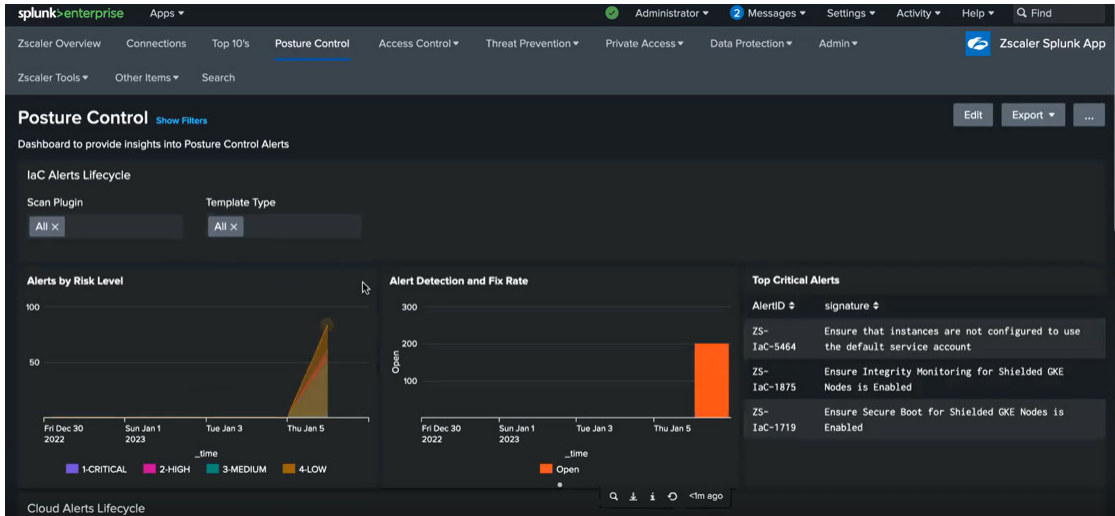 splunk>enterprise Apps Administrator 2 Messages Settings Activity Help Find
Zscaler Overview Connections Top 10's Posture Control Access Control Threat Prevention Private Access Data Protection Admin Zscaler Splunk App
Zscaler Tools Other Items Search
Posture Control Show Filters Edit Export ...
Dashboard to provide insights into Posture Control Alerts
IaC Alerts Lifecycle
Scan Plugin Template Type
All × All ×
Alerts by Risk Level
100
50
Fri Dec 30 Sun Jan 1 Tue Jan 3 Thu Jan 5
2022 2023
_time
1-CRITICAL 2-HIGH 3-MEDIUM 4-LOW
Alert Detection and Fix Rate
300
200
100
Open
Fri Dec 30 Sun Jan 1 Tue Jan 3 Thu Jan 5
2022 2023
_time
Open
Top Critical Alerts
AlertID signature
ZS- Ensure that instances are not configured to use
IaC-5464 the default service account
ZS- Ensure Integrity Monitoring for Shielded GKE
IaC-1875 Nodes is Enabled
ZS- Ensure Secure Boot for Shielded GKE Nodes is
IaC-1719 Enabled
<1m ago
Cloud Alerts Lifecycle